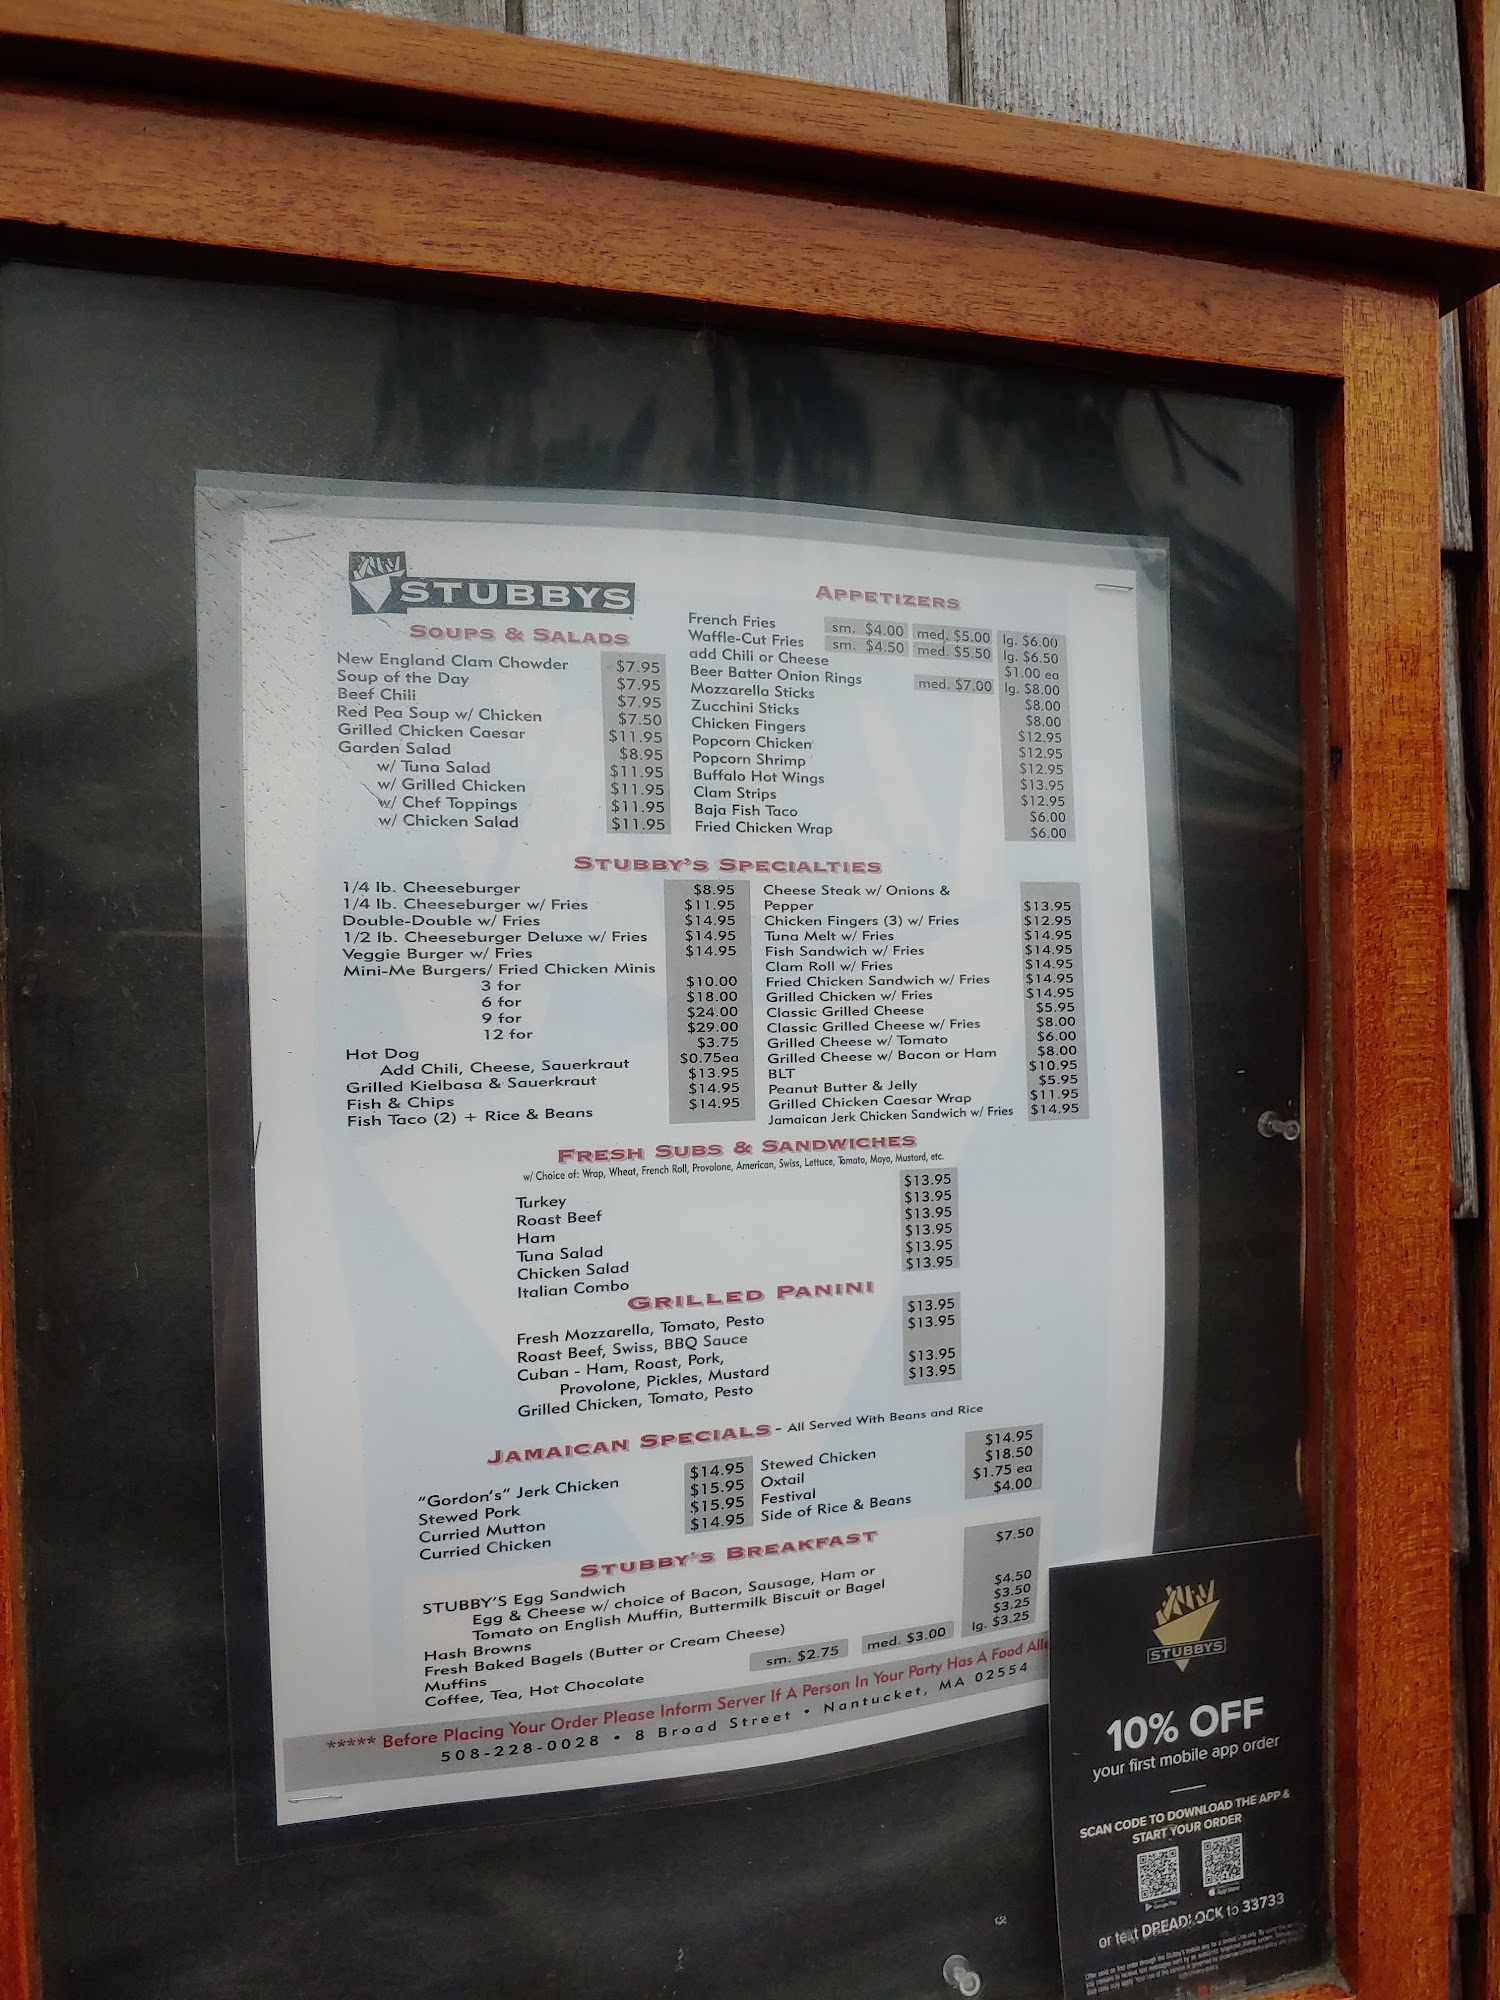 STUBBYS
SOUPS & SALADS
New England Clam Chowder $7.95
Soup of the Day $7.95
Beef Chili $7.95
Red Pea Soup w/ Chicken $7.50
Grilled Chicken Caesar $11.95
Garden Salad $8.95
w/ Tuna Salad $11.95
w/ Grilled Chicken $11.95
w/ Chef Toppings $11.95
w/ Chicken Salad $11.95
APPETIZERS
French Fries sm. $4.00 med. $5.00 lg. $6.00
Waffle-Cut Fries sm. $4.50 med. $5.50 lg. $6.50
add Chili or Cheese $1.00 ea
Beer Batter Onion Rings med. $7.00 lg. $8.00
Mozzarella Sticks $8.00
Zucchini Sticks $8.00
Chicken Fingers $12.95
Popcorn Chicken $12.95
Popcorn Shrimp $12.95
Buffalo Hot Wings $13.95
Clam Strips $12.95
Baja Fish Taco $6.00
Fried Chicken Wrap $6.00
STUBBY'S SPECIALTIES
1/4 lb. Cheeseburger $8.95
1/4 lb. Cheeseburger w/ Fries $11.95
Double-Double w/ Fries $14.95
1/2 lb. Cheeseburger Deluxe w/ Fries $14.95
Veggie Burger w/ Fries $14.95
Mini-Me Burgers/ Fried Chicken Minis
3 for $10.00
6 for $18.00
9 for $24.00
12 for $29.00
Hot Dog $3.75
Add Chili, Cheese, Sauerkraut $0.75ea
Grilled Kielbasa & Sauerkraut $13.95
Fish & Chips $14.95
Fish Taco (2) + Rice & Beans $14.95
Cheese Steak w/ Onions &
Pepper $13.95
Chicken Fingers (3) w/ Fries $12.95
Tuna Melt w/ Fries $14.95
Fish Sandwich w/ Fries $14.95
Clam Roll w/ Fries $14.95
Fried Chicken Sandwich w/ Fries $14.95
Grilled Chicken w/ Fries $14.95
Classic Grilled Cheese $5.95
Classic Grilled Cheese w/ Fries $8.00
Grilled Cheese w/ Tomato $6.00
Grilled Cheese w/ Bacon or Ham $8.00
BLT $10.95
Peanut Butter & Jelly $5.95
Grilled Chicken Caesar Wrap $11.95
Jamaican Jerk Chicken Sandwich w/ Fries $14.95
FRESH SUBS & SANDWICHES
w/ Choice of: Wrap, Wheat, French Roll, Provolone, American, Swiss, Lettuce, Tomato, Mayo, Mustard, etc.
Turkey $13.95
Roast Beef $13.95
Ham $13.95
Tuna Salad $13.95
Chicken Salad $13.95
Italian Combo $13.95
GRILLED PANINI
Fresh Mozzarella, Tomato, Pesto $13.95
Roast Beef, Swiss, BBQ Sauce $13.95
Cuban - Ham, Roast, Pork,
Provolone, Pickles, Mustard $13.95
Grilled Chicken, Tomato, Pesto $13.95
JAMAICAN SPECIALS - All Served With Beans and Rice
"Gordon's" Jerk Chicken $14.95
Stewed Pork $15.95
Curried Mutton $15.95
Curried Chicken $14.95
Stewed Chicken $14.95
Oxtail $18.50
Festival $1.75 ea
Side of Rice & Beans $4.00
STUBBY'S BREAKFAST
STUBBY'S Egg Sandwich $7.50
Egg & Cheese w/ choice of Bacon, Sausage, Ham or
Tomato on English Muffin, Buttermilk Biscuit or Bagel
Hash Browns $4.50
Fresh Baked Bagels (Butter or Cream Cheese) $3.50
Muffins $3.25
Coffee, Tea, Hot Chocolate sm. $2.75 med. $3.00 lg. $3.25
***** Before Placing Your Order Please Inform Server If A Person In Your Party Has A Food Alle
508-228-0028 • 8 Broad Street • Nantucket, MA 02554
STUBBYS
10% OFF
your first mobile app order
SCAN CODE TO DOWNLOAD THE APP &
START YOUR ORDER
Google Play
App Store
or text DREADLOCK to 33733